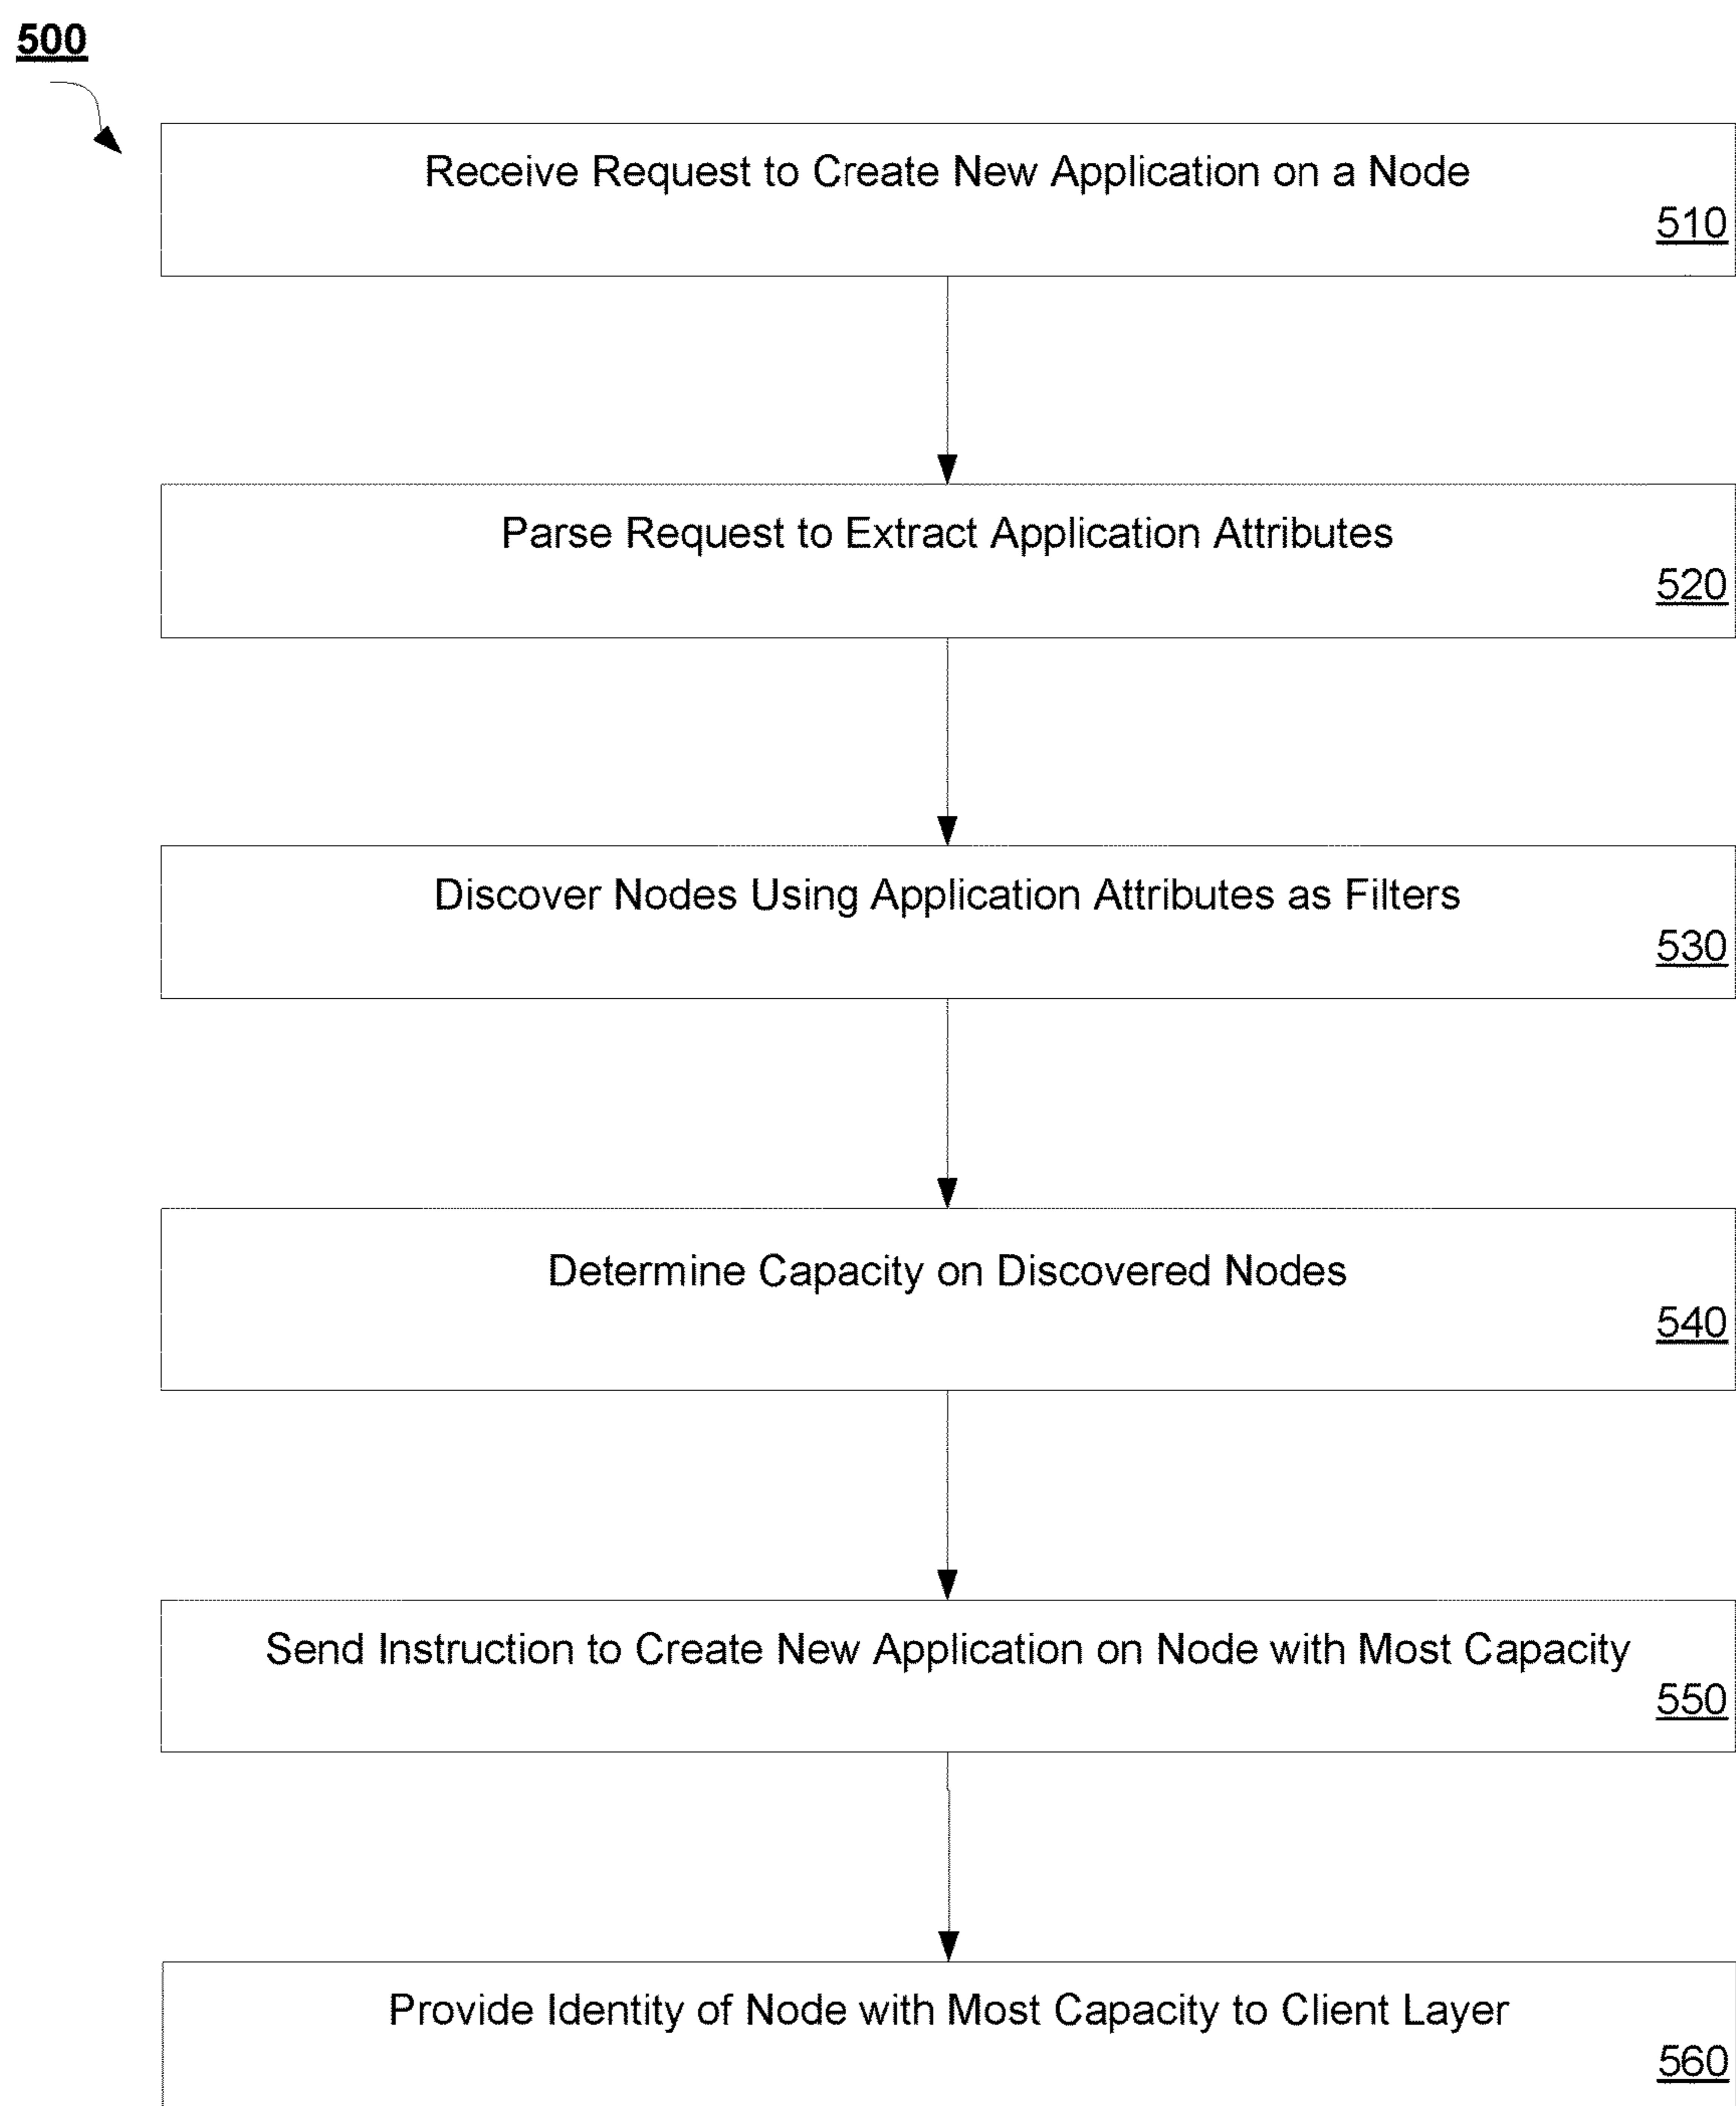 500
Receive Request to Create New Application on a Node
510
Parse Request to Extract Application Attributes
520
Discover Nodes Using Application Attributes as Filters
530
Determine Capacity on Discovered Nodes
540
Send Instruction to Create New Application on Node with Most Capacity
550
Provide Identity of Node with Most Capacity to Client Layer
560